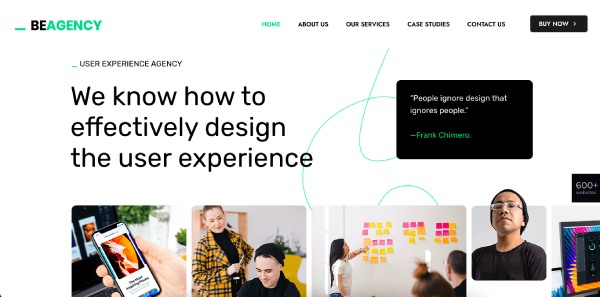 BEAGENCY
HOME
ABOUT US
OUR SERVICES
CASE STUDIES
CONTACT US
BUY NOW
USER EXPERIENCE AGENCY
We know how to
effectively design
the user experience
“People ignore design that
ignores people.”
—Frank Chimero.
600+
websites